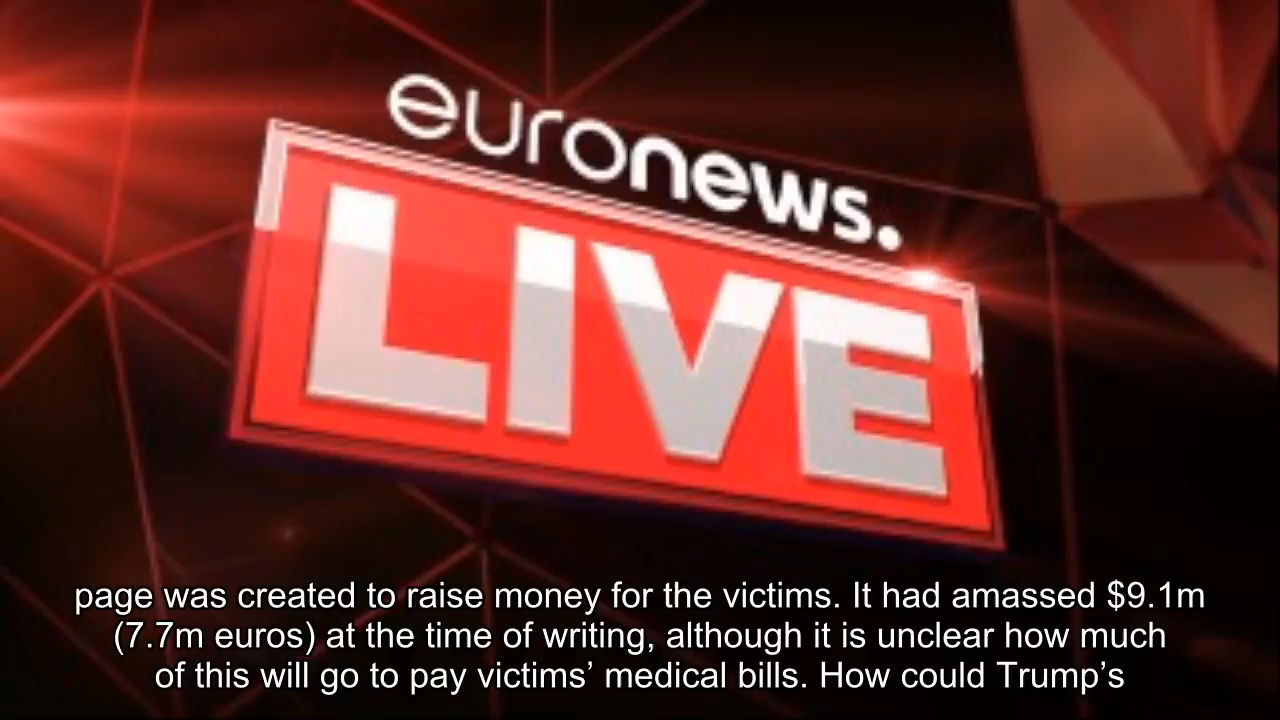 euronews.
LIVE
page was created to raise money for the victims. It had amassed $9.1m
(7.7m euros) at the time of writing, although it is unclear how much
of this will go to pay victims’ medical bills. How could Trump’s